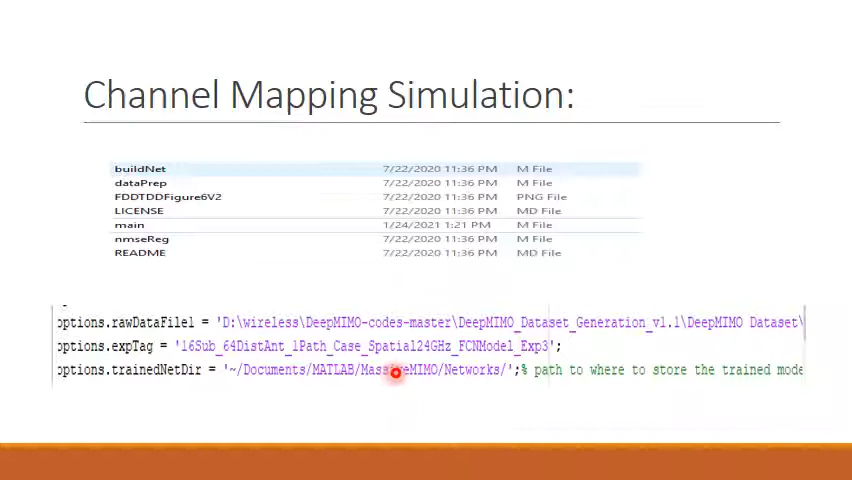 Channel Mapping Simulation:
buildNet 7/22/2020 11:36 PM M File
dataPrep 7/22/2020 11:36 PM M File
FDDTDDFigure6V2 7/22/2020 11:36 PM PNG File
LICENSE 7/22/2020 11:36 PM MD File
main 1/24/2021 1:21 PM M File
nmseReg 7/22/2020 11:36 PM M File
README 7/22/2020 11:36 PM MD File
options.rawDataFile1 = 'D:\wireless\DeepMIMO-codes-master\DeepMIMO_Dataset_Generation_v1.1\DeepMIMO Dataset\
options.expTag = '16Sub_64DistAnt_1Path_Case_Spatial24GHz_FCNModel_Exp3';
options.trainedNetDir = '~/Documents/MATLAB/MassiveMIMO/Networks/';% path to where to store the trained mode